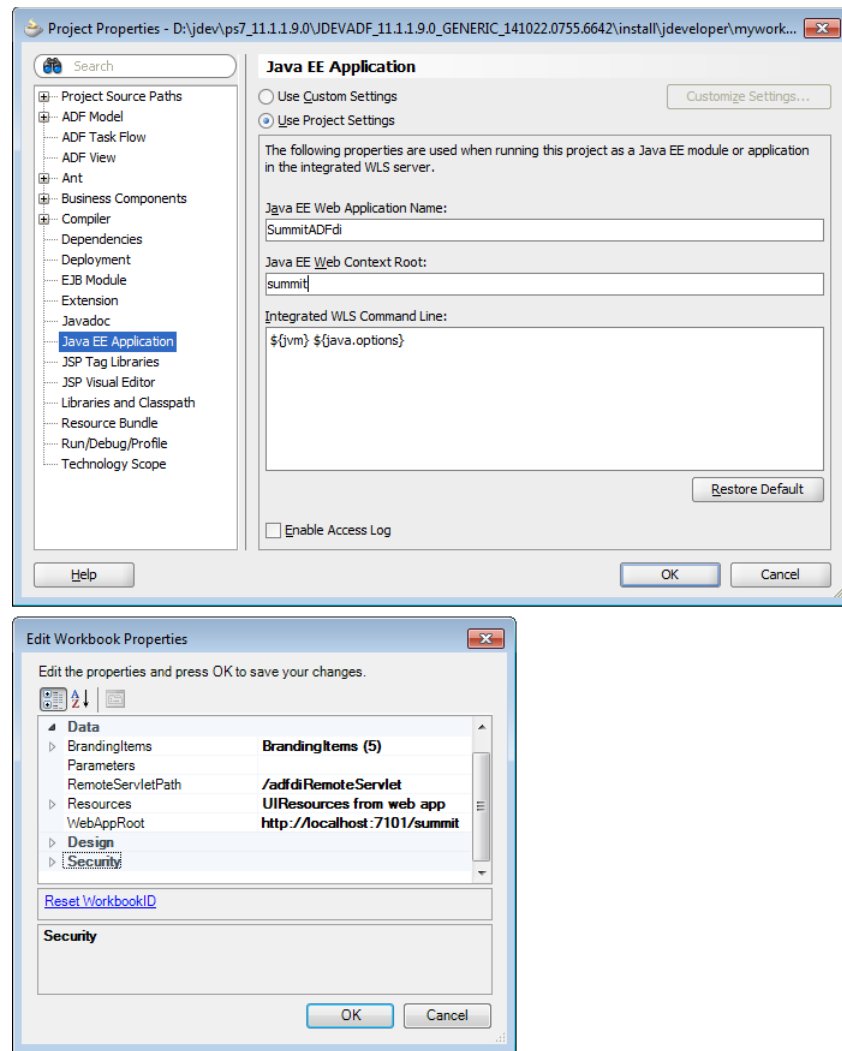 Project Properties - D:\jdev\ps7_11.1.1.9.0\JDEVADF_11.1.1.9.0_GENERIC_141022.0755.6642\install\jdeveloper\mywork...
Search
Project Source Paths
ADF Model
ADF Task Flow
ADF View
Ant
Business Components
Compiler
Dependencies
Deployment
EJB Module
Extension
Javadoc
Java EE Application
JSP Tag Libraries
JSP Visual Editor
Libraries and Classpath
Resource Bundle
Run/Debug/Profile
Technology Scope
Java EE Application
Use Custom Settings
Customize Settings...
Use Project Settings
The following properties are used when running this project as a Java EE module or application
in the integrated WLS server.
Java EE Web Application Name:
SummitADFdi
Java EE Web Context Root:
summit
Integrated WLS Command Line:
${jvm} ${java.options}
Restore Default
Enable Access Log
Help
OK
Cancel
Edit Workbook Properties
Edit the properties and press OK to save your changes.
Data
BrandingItems BrandingItems (5)
Parameters
RemoteServletPath /adfdiRemoteServlet
Resources UIResources from web app
WebAppRoot http://localhost:7101/summit
Design
Security
Reset WorkbookID
Security
OK
Cancel